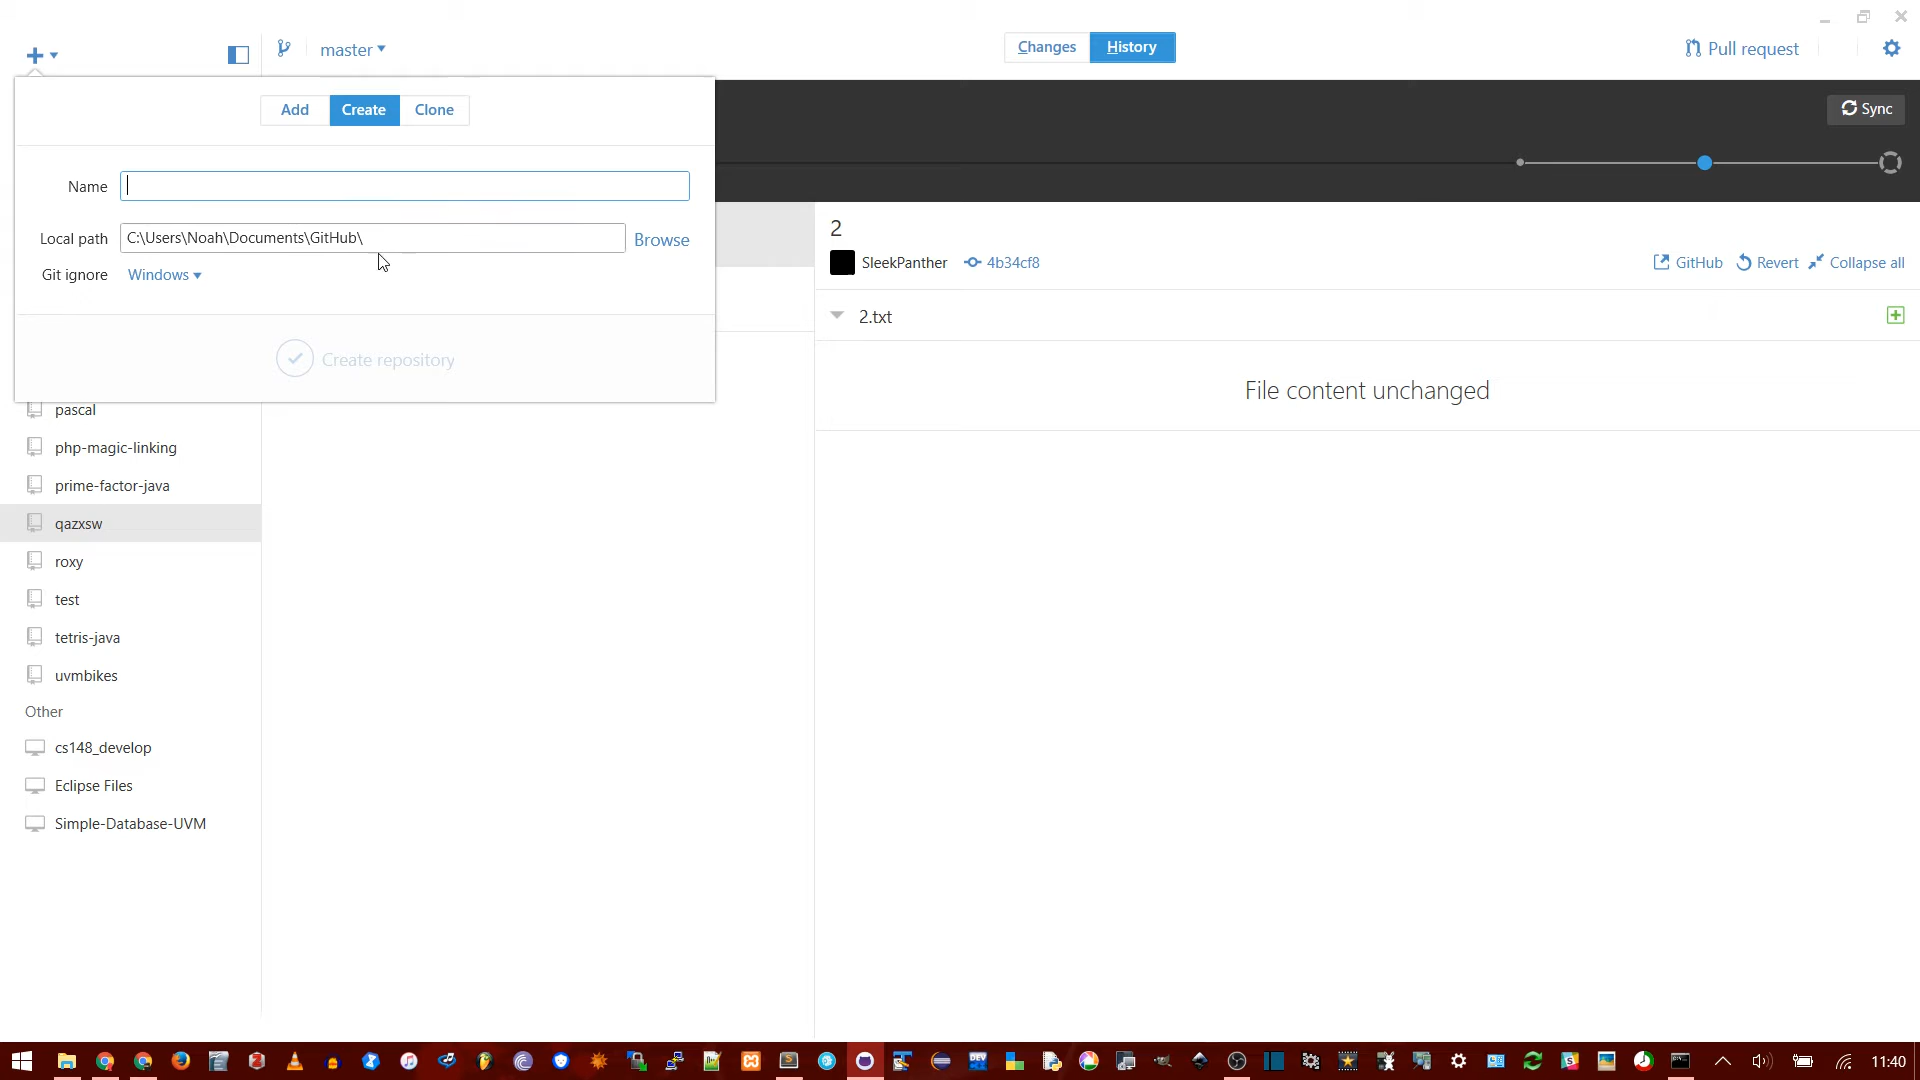 master
Changes
History
Pull request
Add
Create
Clone
Sync
Name
Local path
C:\Users\Noah\Documents\GitHub\
Browse
Git ignore
Windows
Create repository
2
SleekPanther
4b34cf8
GitHub
Revert
Collapse all
2.txt
File content unchanged
pascal
php-magic-linking
prime-factor-java
qazxsw
roxy
test
tetris-java
uvmbikes
Other
cs148_develop
Eclipse Files
Simple-Database-UVM
DEV
11:40